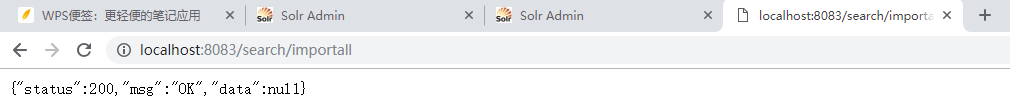 WPS便签：更轻便的笔记应用
Solr Admin
Solr Admin
localhost:8083/search/importa
localhost:8083/search/importall
{"status":200,"msg":"OK","data":null}